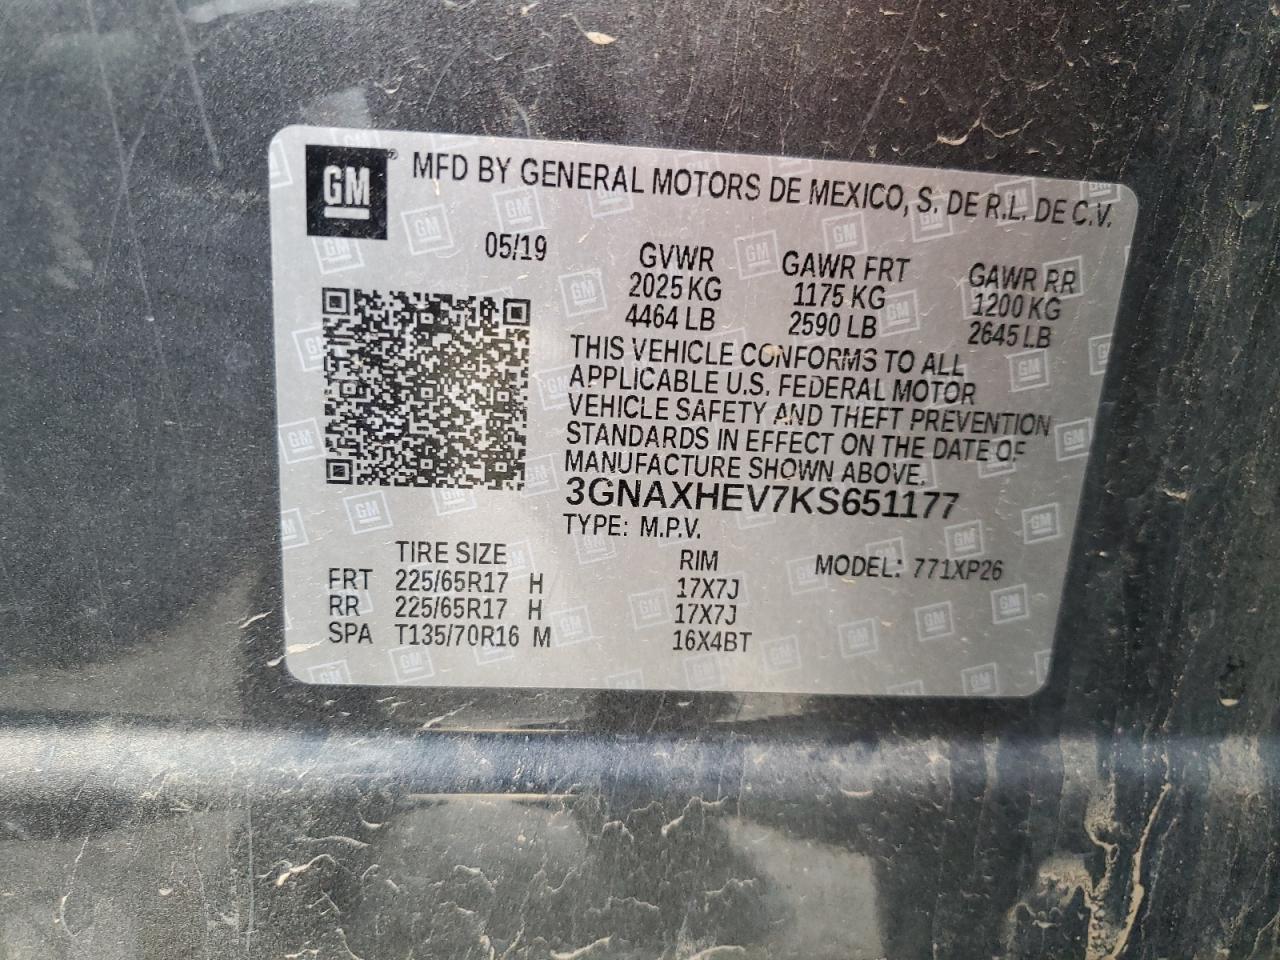 GM® MFD BY GENERAL MOTORS DE MEXICO, S. DE R.L. DE C.V.
05/19
GVWR GAWR FRT GAWR RR
2025 KG 1175 KG 1200 KG
4464 LB 2590 LB 2645 LB
THIS VEHICLE CONFORMS TO ALL
APPLICABLE U.S. FEDERAL MOTOR
VEHICLE SAFETY AND THEFT PREVENTION
STANDARDS IN EFFECT ON THE DATE OF
MANUFACTURE SHOWN ABOVE.
3GNAXHEV7KS651177
TYPE: M.P.V.
TIRE SIZE RIM MODEL: 771XP26
FRT 225/65R17 H 17X7J
RR 225/65R17 H 17X7J
SPA T135/70R16 M 16X4BT